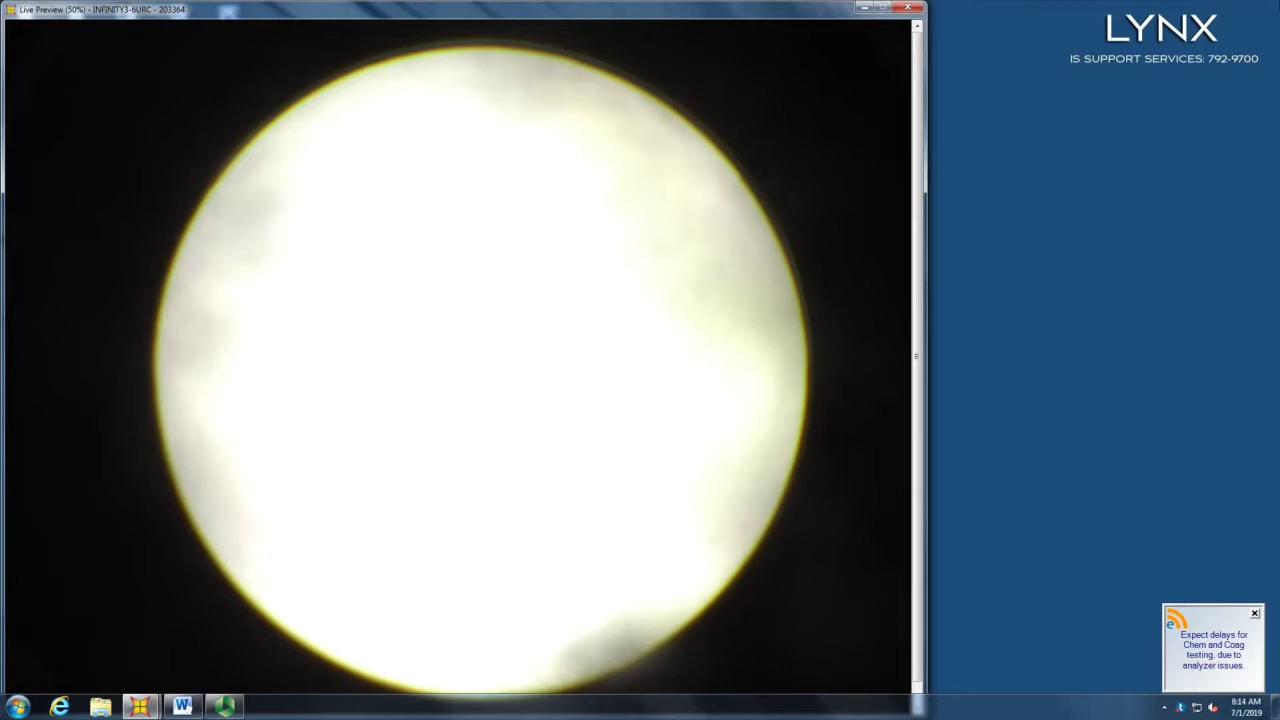 Live Preview (50%) - INFINITY3-6URC - 203364
LYNX
IS SUPPORT SERVICES: 792-9700
Expect delays for
Chem and Coag
testing, due to
analyzer issues.
8:14 AM
7/1/2019